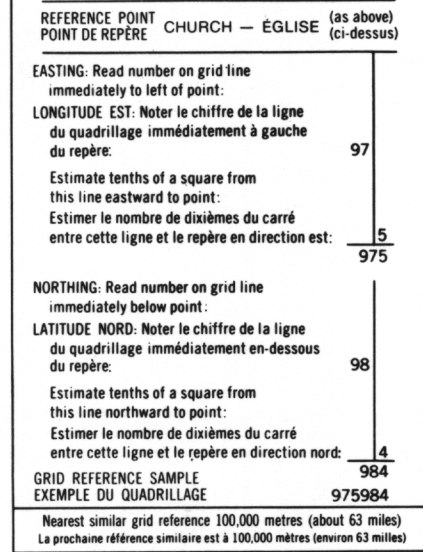 REFERENCE POINT CHURCH — ÉGLISE (as above)
POINT DE REPÈRE (ci-dessus)
EASTING: Read number on grid line
immediately to left of point:
LONGITUDE EST: Noter le chiffre de la ligne
du quadrillage immédiatement à gauche
du repère: 97
Estimate tenths of a square from
this line eastward to point:
Estimer le nombre de dixièmes du carré
entre cette ligne et le repère en direction est: 5
975
NORTHING: Read number on grid line
immediately below point:
LATITUDE NORD: Noter le chiffre de la ligne
du quadrillage immédiatement en-dessous
du repère: 98
Estimate tenths of a square from
this line northward to point:
Estimer le nombre de dixièmes du carré
entre cette ligne et le repère en direction nord: 4
984
GRID REFERENCE SAMPLE
EXEMPLE DU QUADRILLAGE 975984
Nearest similar grid reference 100,000 metres (about 63 miles)
La prochaine référence similaire est à 100,000 mètres (environ 63 milles)